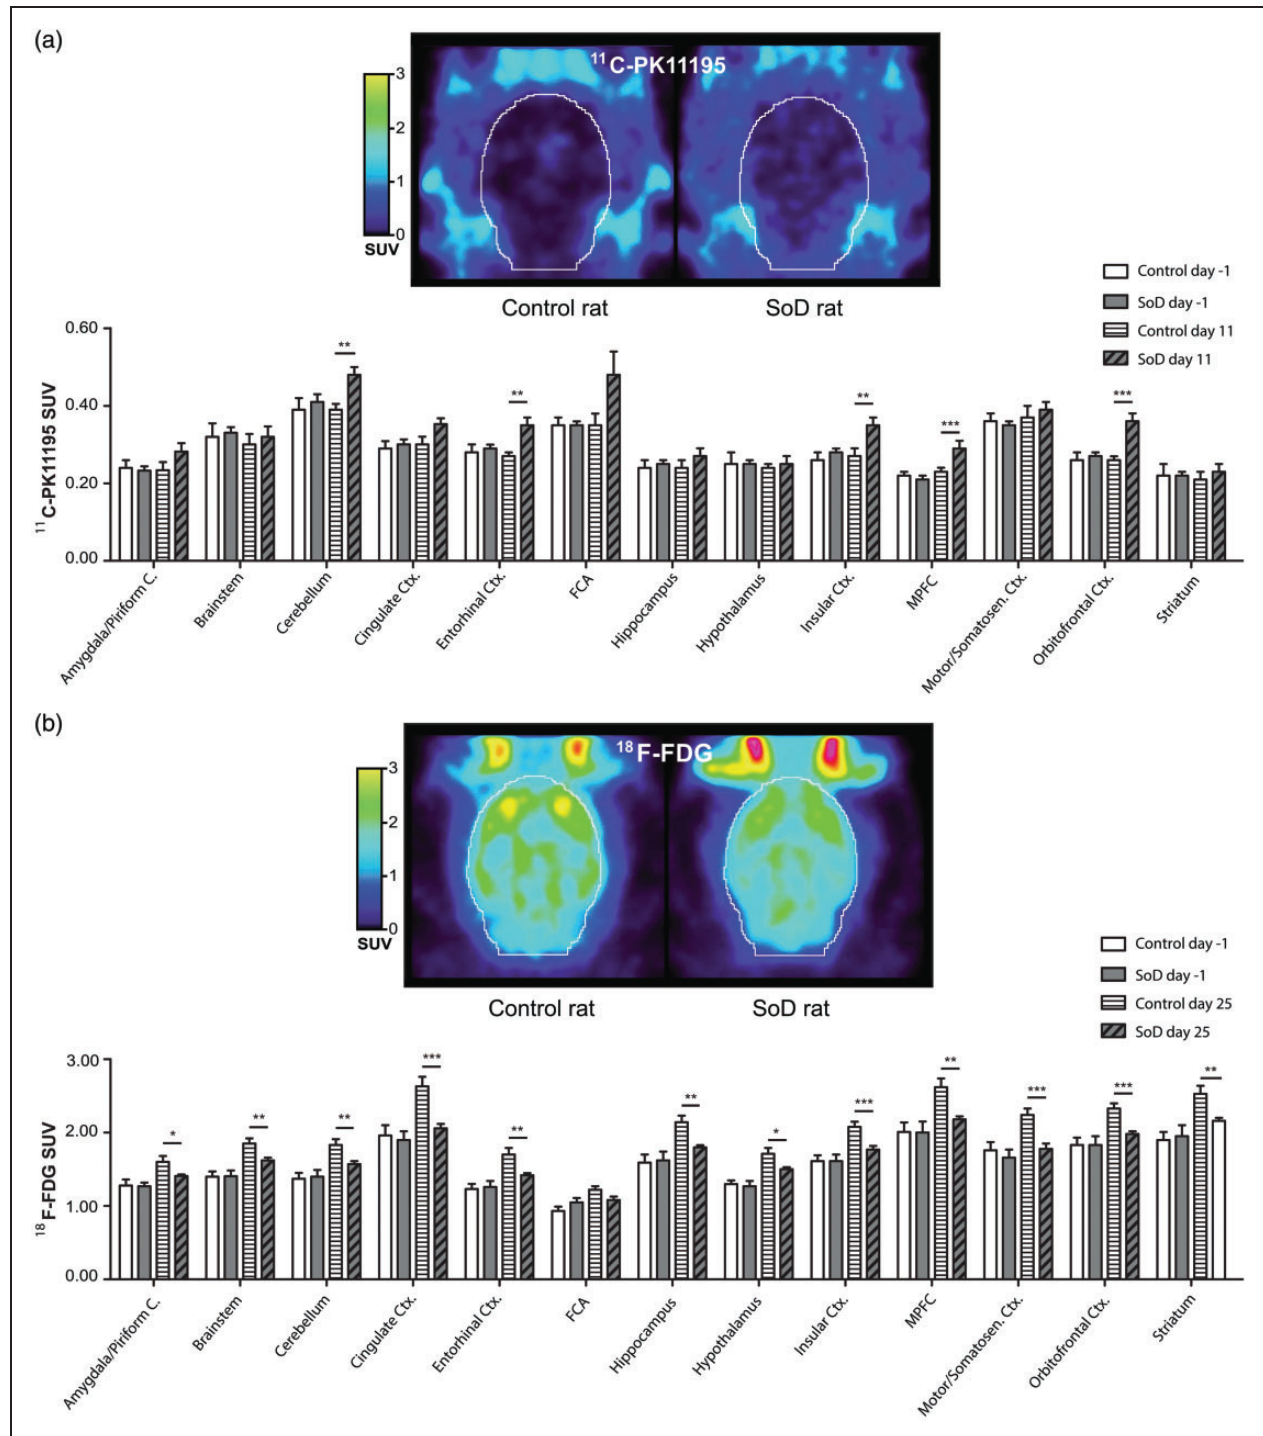 (a)
11C-PK11195
3
2
1
0
SUV
Control rat
SoD rat
Control day -1
SoD day -1
Control day 11
SoD day 11
0.60
0.40
0.20
0.00
11C-PK11195 SUV
**
**
**
***
***
Amygdala/Piriform C.
Brainstem
Cerebellum
Cingulate Ctx.
Entorhinal Ctx.
FCA
Hippocampus
Hypothalamus
Insular Ctx.
MPFC
Motor/Somatosen. Ctx.
Orbitofrontal Ctx.
Striatum
(b)
18F-FDG
3
2
1
0
SUV
Control rat
SoD rat
Control day -1
SoD day -1
Control day 25
SoD day 25
3.00
2.00
1.00
0.00
18F-FDG SUV
*
**
**
***
**
**
*
***
**
***
***
**
Amygdala/Piriform C.
Brainstem
Cerebellum
Cingulate Ctx.
Entorhinal Ctx.
FCA
Hippocampus
Hypothalamus
Insular Ctx.
MPFC
Motor/Somatosen. Ctx.
Orbitofrontal Ctx.
Striatum